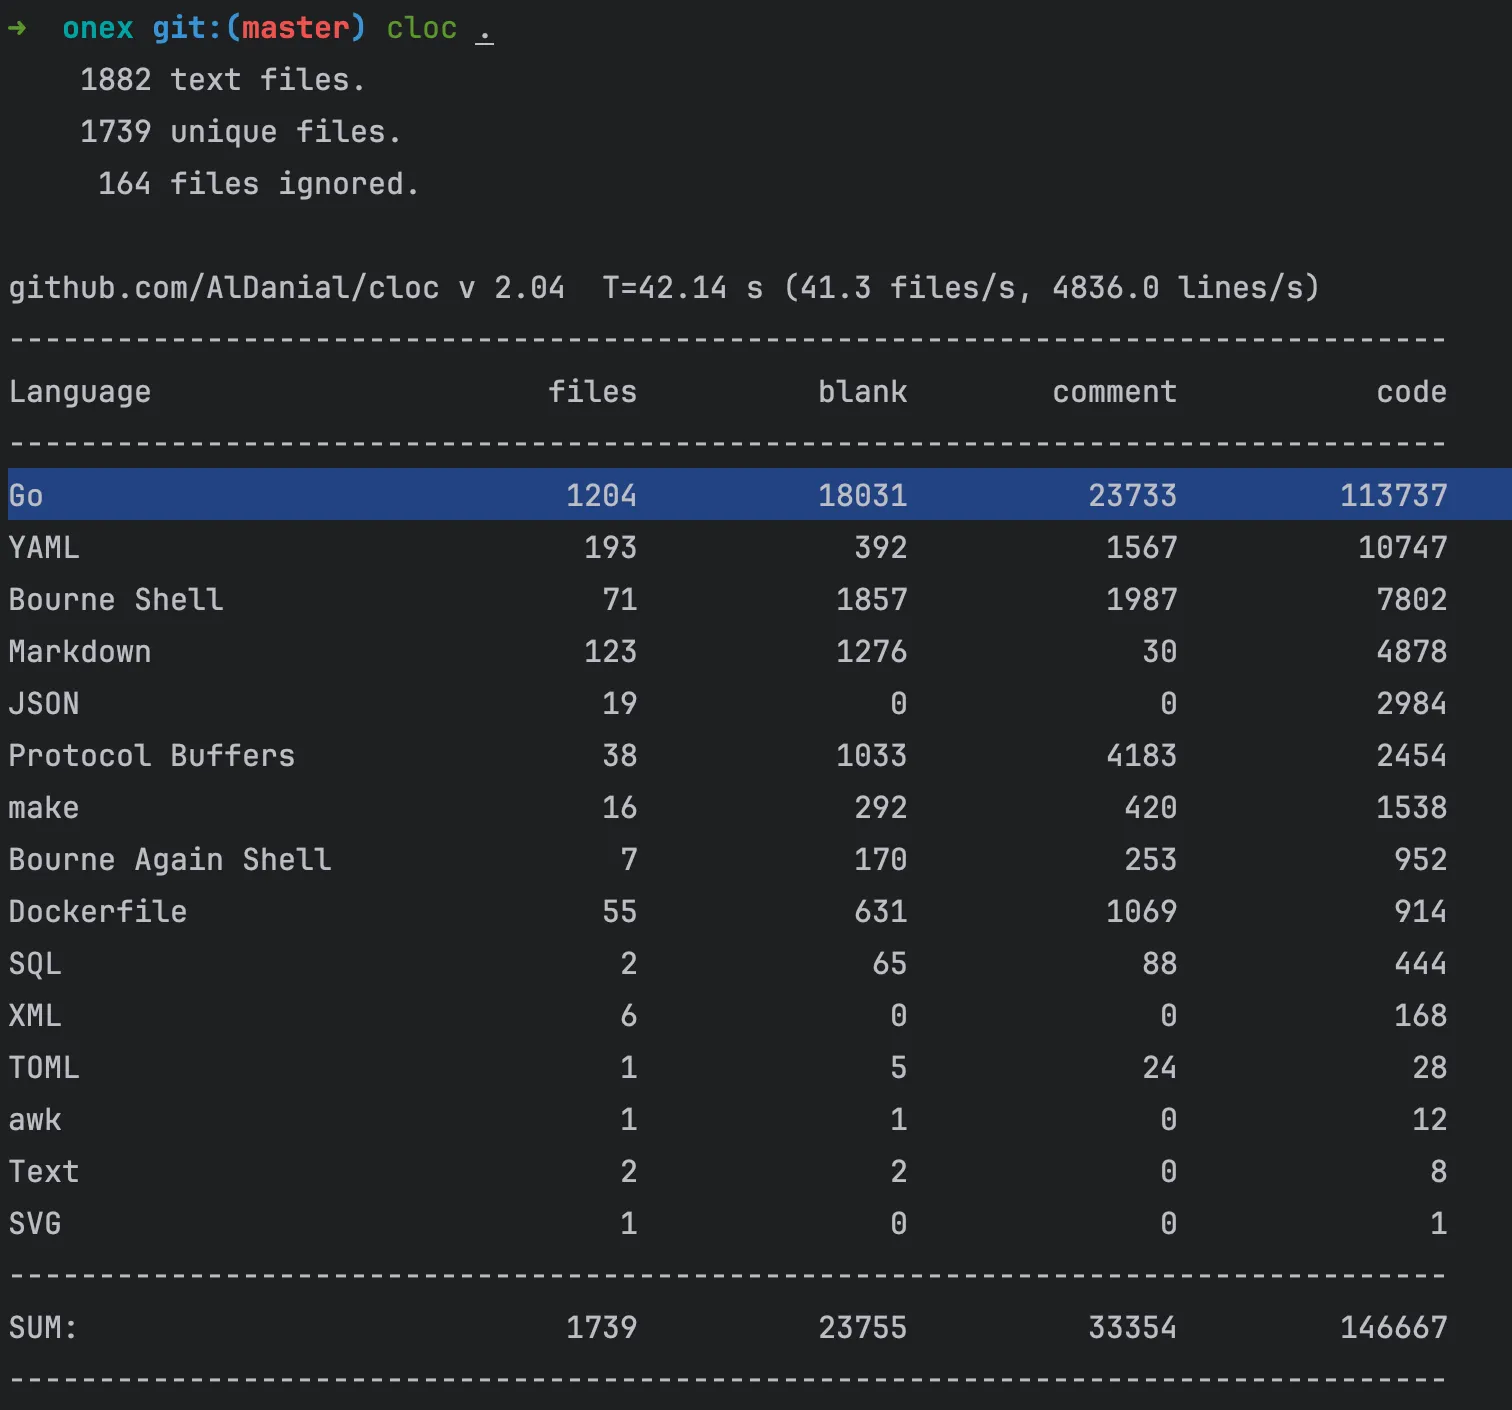 ➜  onex git:(master) cloc .
    1882 text files.
    1739 unique files.
     164 files ignored.

github.com/AlDanial/cloc v 2.04  T=42.14 s (41.3 files/s, 4836.0 lines/s)
--------------------------------------------------------------------------------
Language                      files          blank        comment           code
--------------------------------------------------------------------------------
Go                             1204          18031          23733         113737
YAML                            193            392           1567          10747
Bourne Shell                     71           1857           1987           7802
Markdown                        123           1276             30           4878
JSON                             19              0              0           2984
Protocol Buffers                 38           1033           4183           2454
make                             16            292            420           1538
Bourne Again Shell                7            170            253            952
Dockerfile                       55            631           1069            914
SQL                               2             65             88            444
XML                               6              0              0            168
TOML                              1              5             24             28
awk                               1              1              0             12
Text                              2              2              0              8
SVG                               1              0              0              1
--------------------------------------------------------------------------------
SUM:                           1739          23755          33354         146667
--------------------------------------------------------------------------------